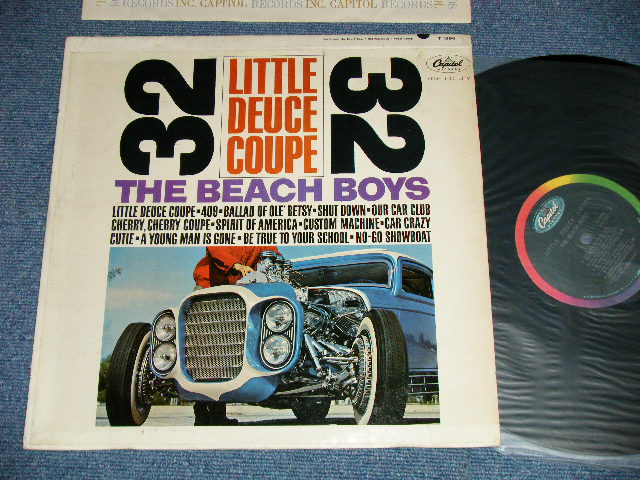 RECORDS INC. CAPITOL RECORDS INC. CAPITOL RECORDS
Capitol
32
LITTLE
DEUCE
COUPE
32
THE BEACH BOYS
LITTLE DEUCE COUPE • 409 • BALLAD OF OLE' BETSY • SHUT DOWN • OUR CAR CLUB
CHERRY, CHERRY COUPE • SPIRIT OF AMERICA • CUSTOM MACHINE • CAR CRAZY
CUTIE • A YOUNG MAN IS GONE • BE TRUE TO YOUR SCHOOL • NO-GO SHOWBOAT
Capitol